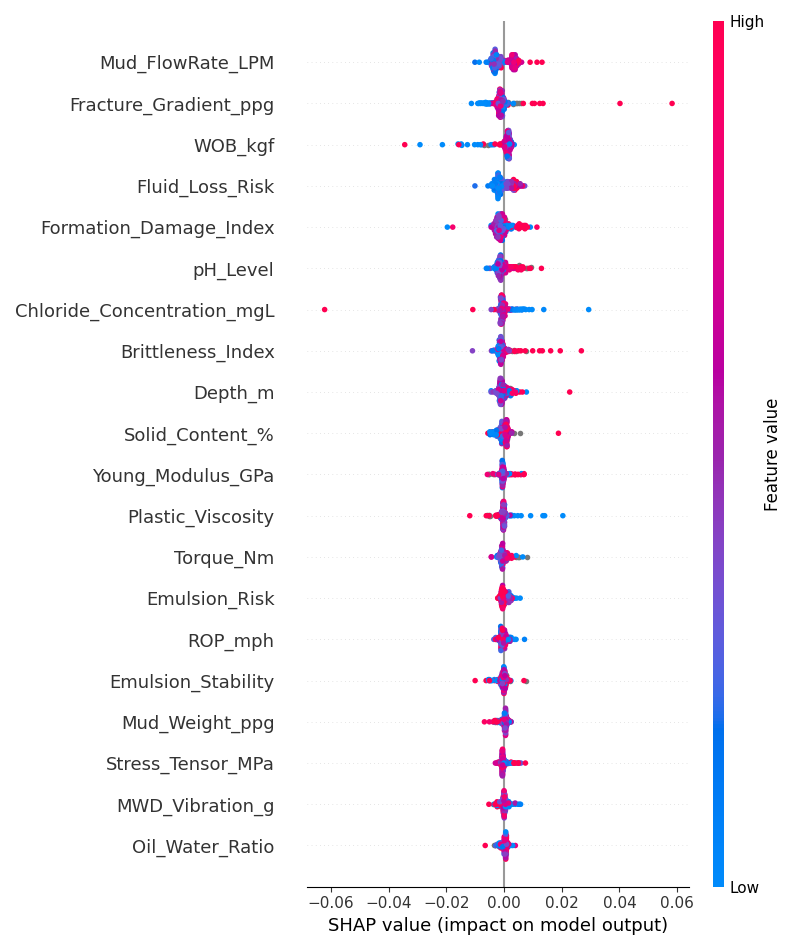 High
Mud_FlowRate_LPM
Fracture_Gradient_ppg
WOB_kgf
Fluid_Loss_Risk
Formation_Damage_Index
pH_Level
Chloride_Concentration_mgL
Brittleness_Index
Depth_m
Solid_Content_%
Young_Modulus_GPa
Plastic_Viscosity
Torque_Nm
Emulsion_Risk
ROP_mph
Emulsion_Stability
Mud_Weight_ppg
Stress_Tensor_MPa
MWD_Vibration_g
Oil_Water_Ratio
Feature value
Low
−0.06 −0.04 −0.02 0.00 0.02 0.04 0.06
SHAP value (impact on model output)